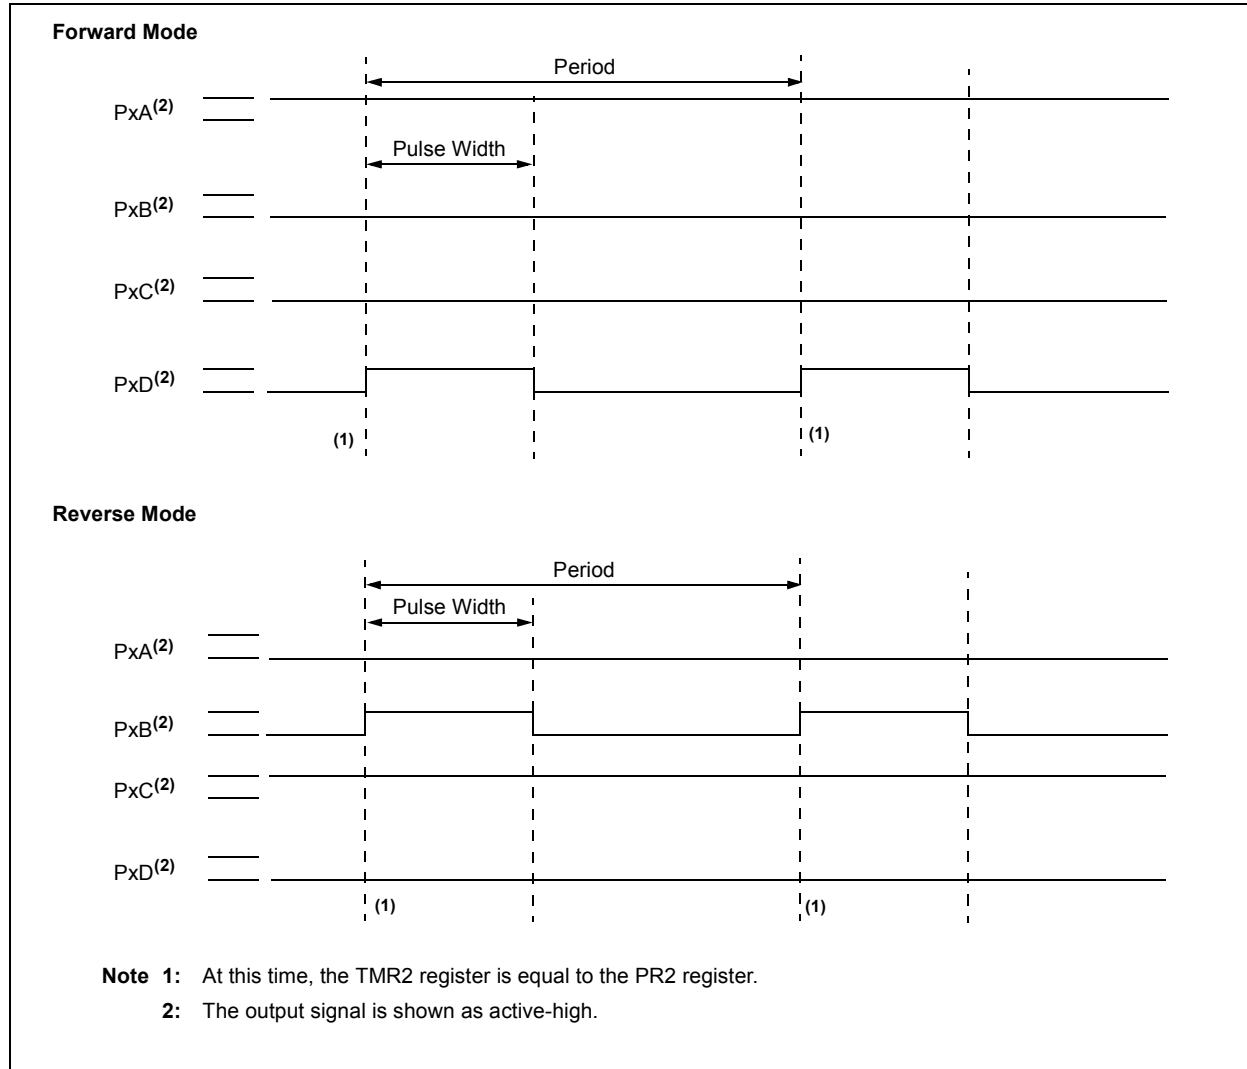 Forward Mode
Period
PxA(2)
Pulse Width
PxB(2)
PxC(2)
PxD(2)
(1) (1)
Reverse Mode
Period
Pulse Width
PxA(2)
PxB(2)
PxC(2)
PxD(2)
(1) (1)
Note 1: At this time, the TMR2 register is equal to the PR2 register.
2: The output signal is shown as active-high.